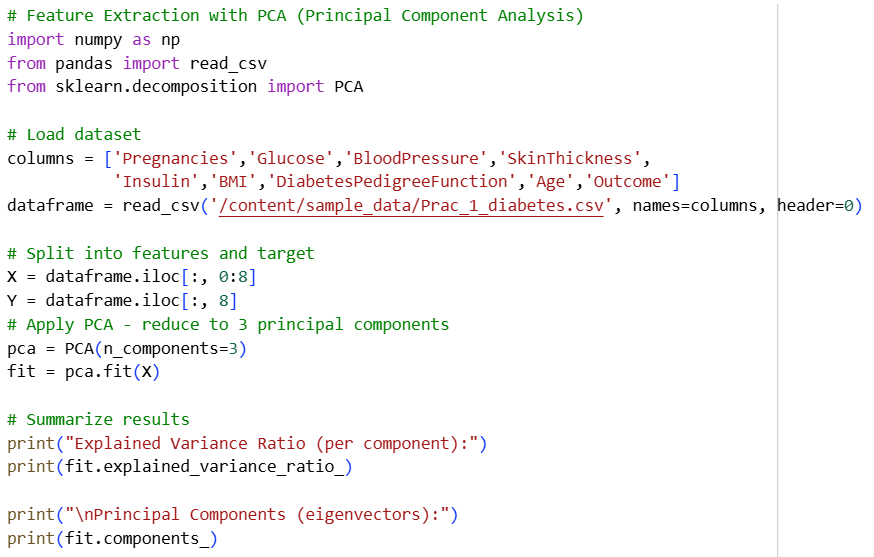 # Feature Extraction with PCA (Principal Component Analysis)
import numpy as np
from pandas import read_csv
from sklearn.decomposition import PCA

# Load dataset
columns = ['Pregnancies','Glucose','BloodPressure','SkinThickness',
           'Insulin','BMI','DiabetesPedigreeFunction','Age','Outcome']
dataframe = read_csv('/content/sample_data/Prac_1_diabetes.csv', names=columns, header=0)

# Split into features and target
X = dataframe.iloc[:, 0:8]
Y = dataframe.iloc[:, 8]
# Apply PCA - reduce to 3 principal components
pca = PCA(n_components=3)
fit = pca.fit(X)

# Summarize results
print("Explained Variance Ratio (per component):")
print(fit.explained_variance_ratio_)

print("\nPrincipal Components (eigenvectors):")
print(fit.components_)